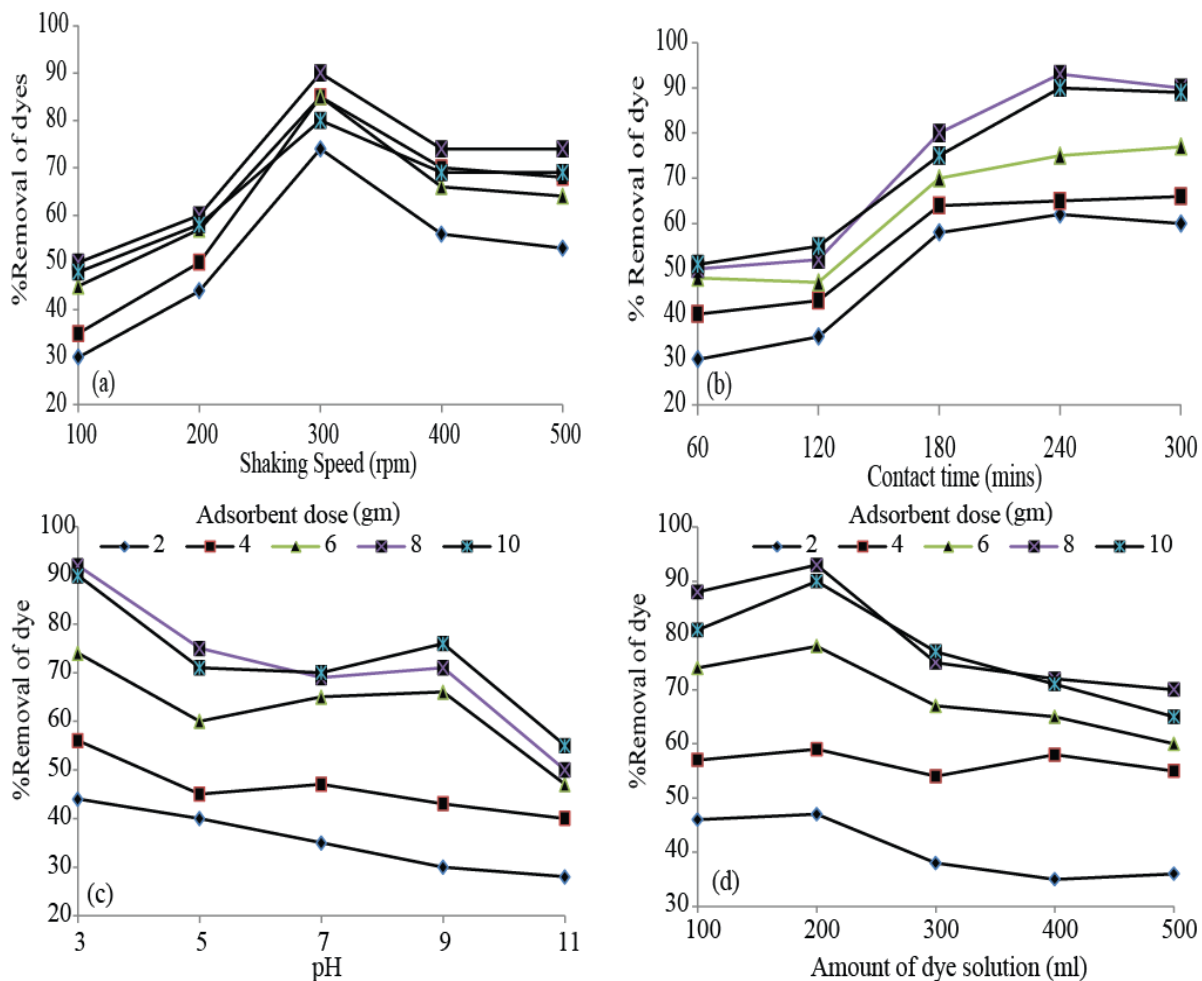 100
90
80
70
60
50
40
30
20
%Removal of dyes
(a)
100 200 300 400 500
Shaking Speed (rpm)
100
90
80
70
60
50
40
30
20
% Removal of dye
(b)
60 120 180 240 300
Contact time (mins)
Adsorbent dose (gm)
2 4 6 8 10
100
90
80
70
60
50
40
30
20
%Removal of dye
(c)
3 5 7 9 11
pH
Adsorbent dose (gm)
2 4 6 8 10
100
90
80
70
60
50
40
30
%Removal of dye
(d)
100 200 300 400 500
Amount of dye solution (ml)